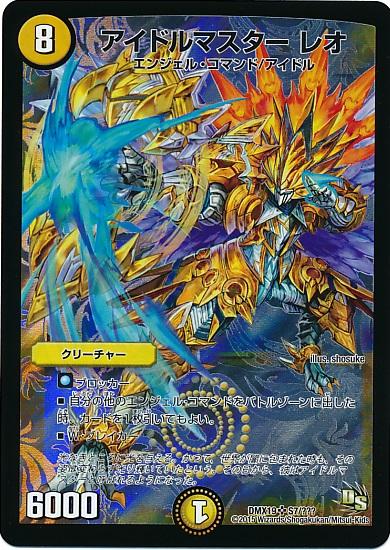 8
アイドルマスター レオ
エンジェル・コマンド/アイドル
illus. shosuke
クリーチャー
ブロッカー
■自分の他のエンジェル・コマンドをバトルゾーンに出した
時、カードを1枚引いてもよい。
■W・ブレイカー
6000
1
DMX19 S7/???
©2015 Wizards/Shogakukan/Mitsui-Kids
DS